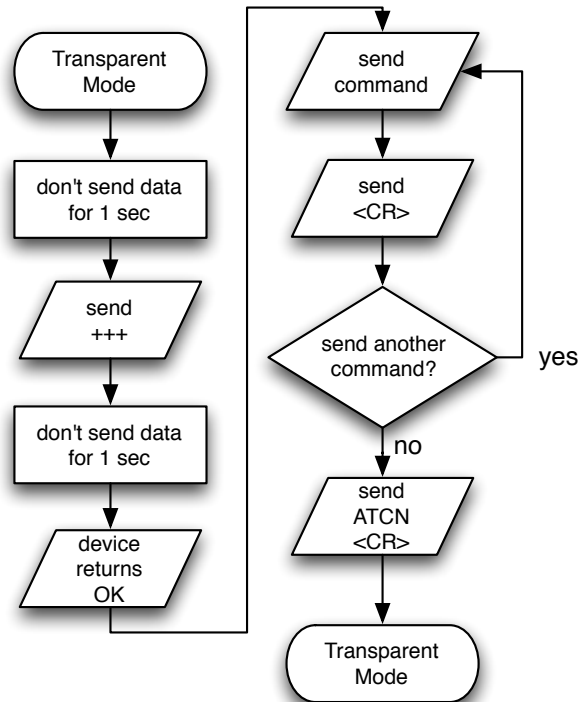 Transparent
Mode
don't send data
for 1 sec
send
+++
don't send data
for 1 sec
device
returns
OK
send
command
send
<CR>
send another
command?
yes
no
send
ATCN
<CR>
Transparent
Mode